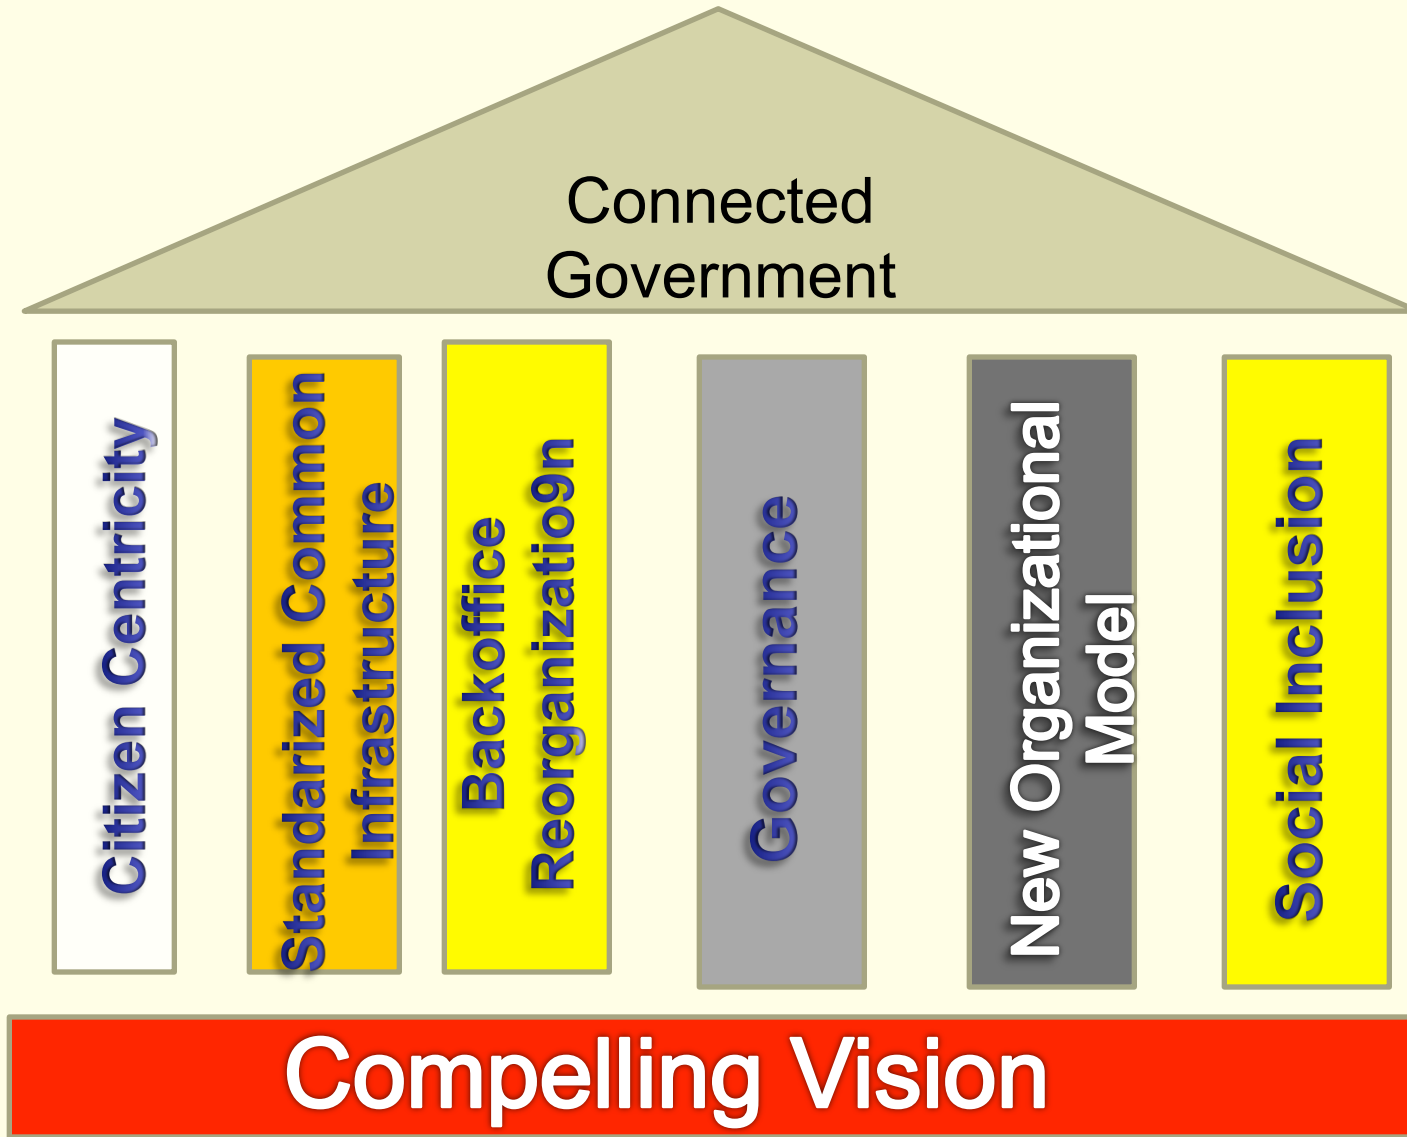 Connected
Government
Citizen Centricity
Standarized Common
Infrastructure
Backoffice
Reorganizatio9n
Governance
New Organizational
Model
Social Inclusion
Compelling Vision